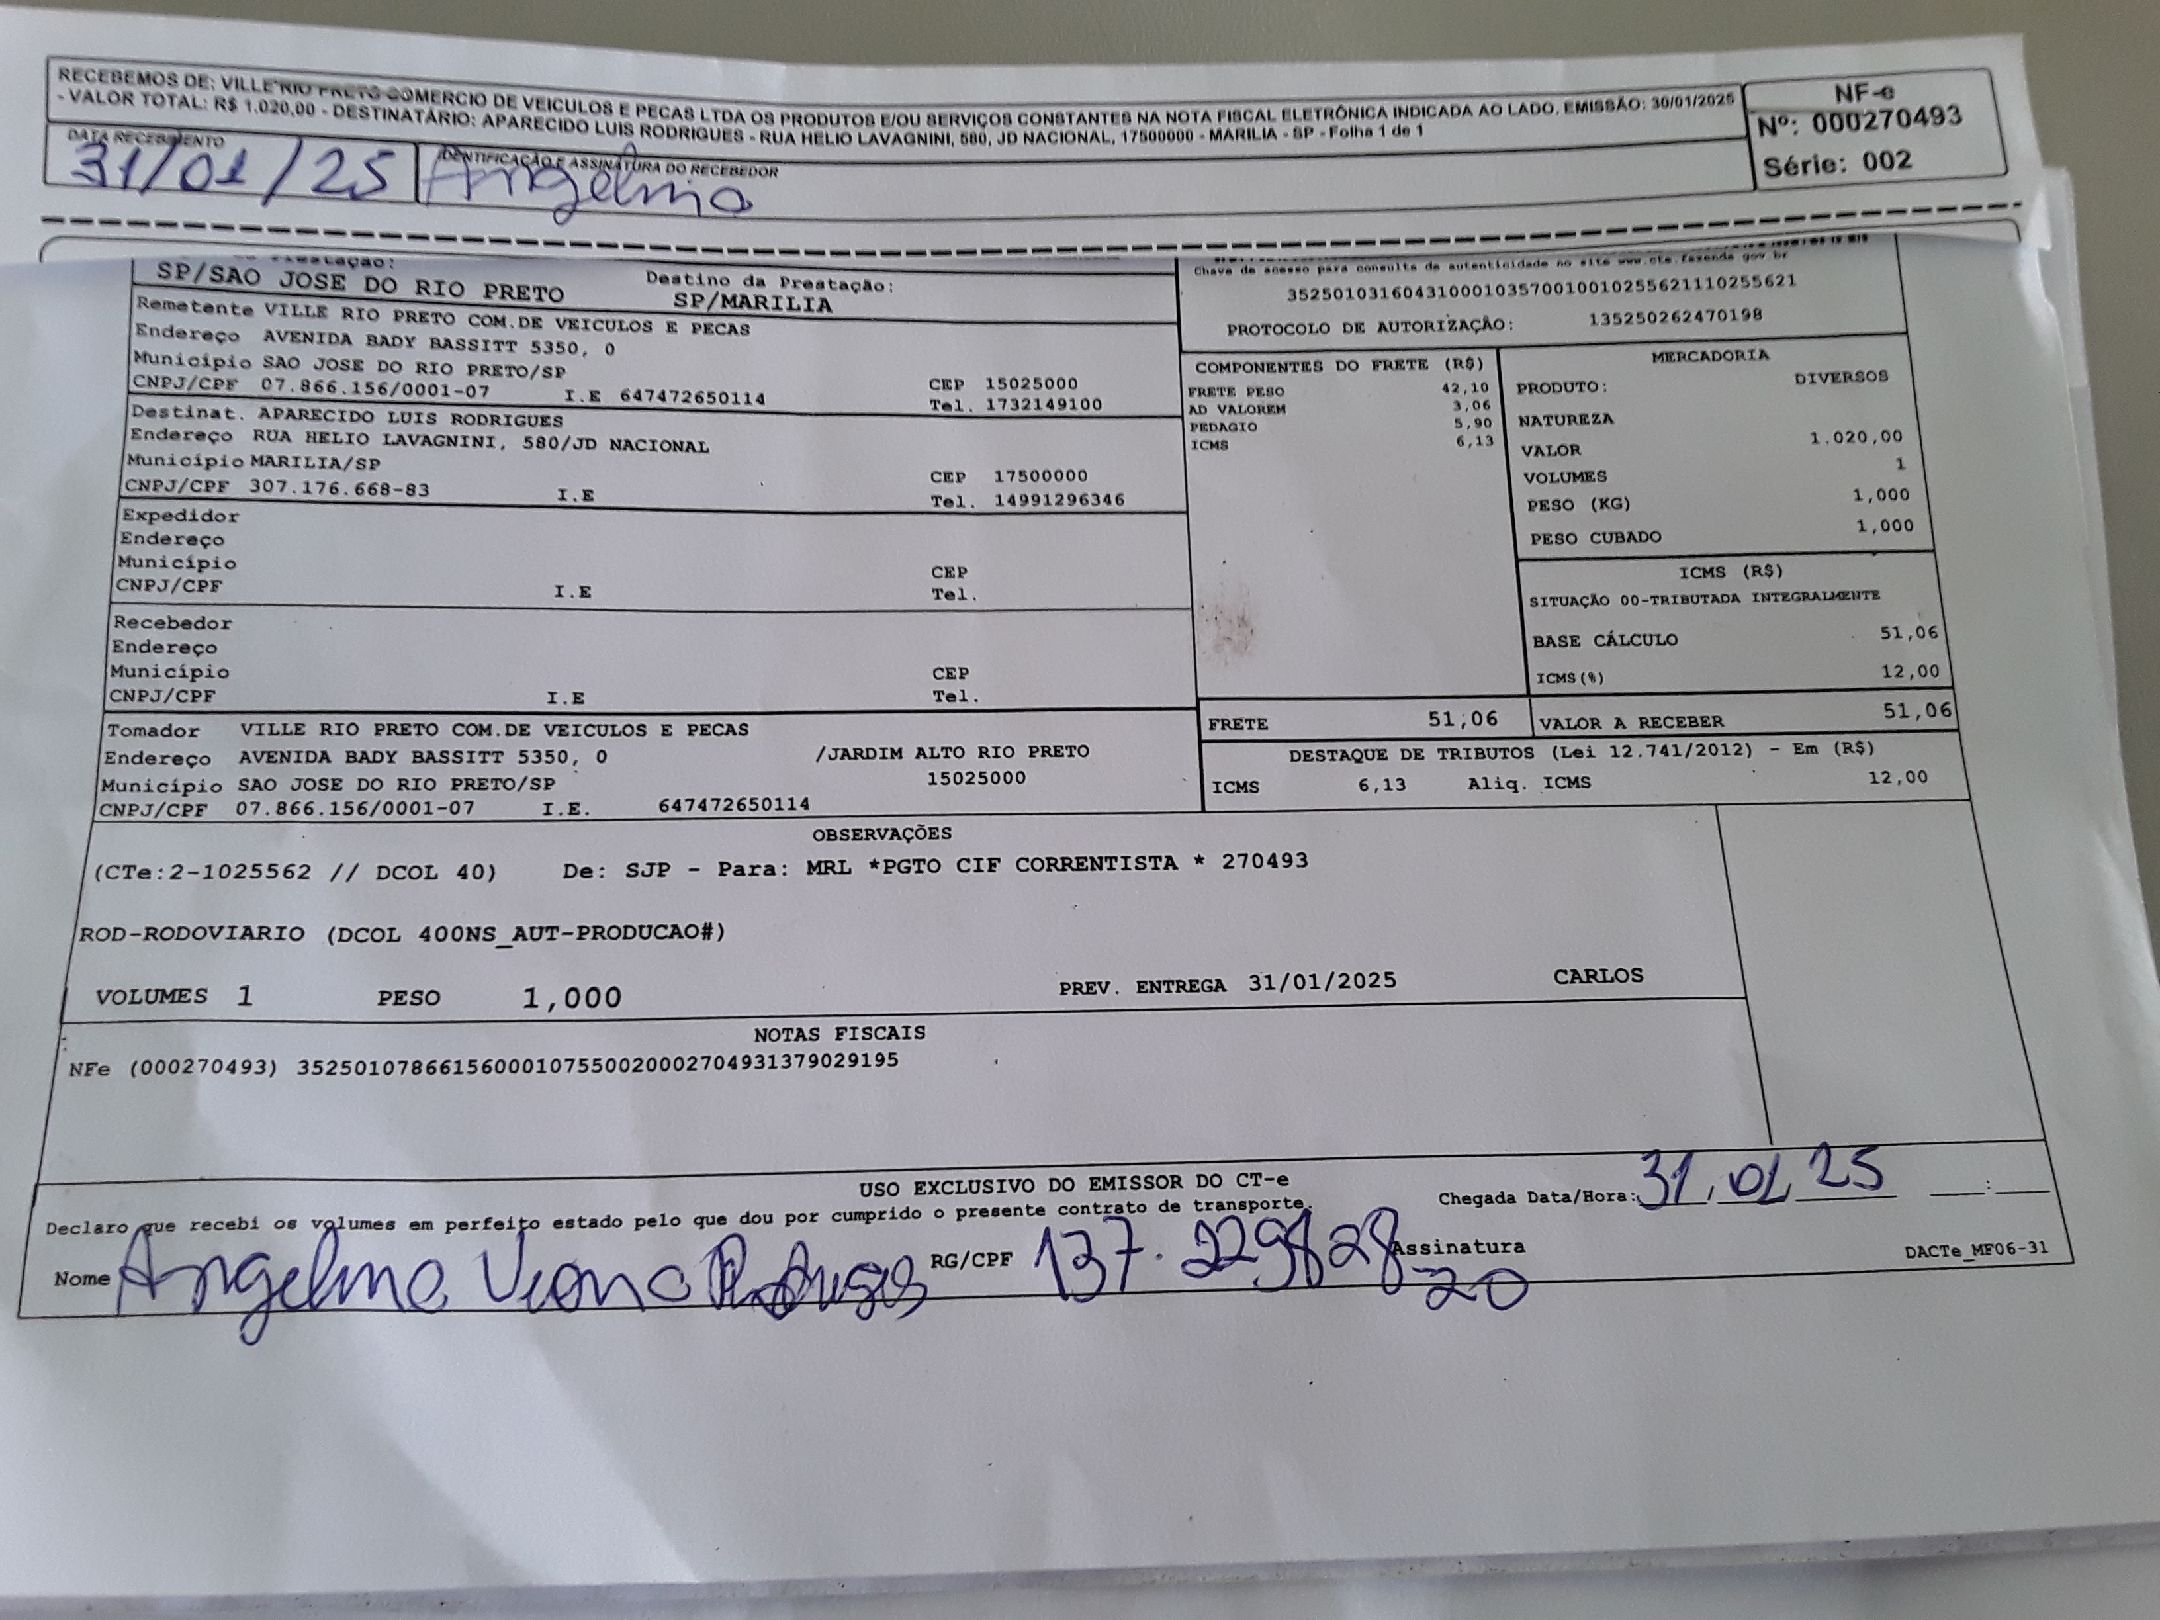 RECEBEMOS DE: VILLE RIO PRETO COMERCIO DE VEICULOS E PECAS LTDA OS PRODUTOS E/OU SERVIÇOS CONSTANTES NA NOTA FISCAL ELETRÔNICA INDICADA AO LADO. EMISSÃO: 30/01/2025
- VALOR TOTAL: R$ 1.020,00 - DESTINATÁRIO: APARECIDO LUIS RODRIGUES - RUA HELIO LAVAGNINI, 580, JD NACIONAL, 17500000 - MARILIA - SP - Folha 1 de 1
NF-e
Nº: 000270493
Série: 002
DATA RECEBIMENTO
31/01/25
IDENTIFICAÇÃO E ASSINATURA DO RECEBEDOR
Prestação:
SP/SAO JOSE DO RIO PRETO
Destino da Prestação:
SP/MARILIA
Chave de acesso para consulta de autenticidade no site www.cte.fazenda.gov.br
35250103160431000103570010010255621110255621
PROTOCOLO DE AUTORIZAÇÃO: 135250262470198
Remetente VILLE RIO PRETO COM.DE VEICULOS E PECAS
Endereço AVENIDA BADY BASSITT 5350, 0
Município SAO JOSE DO RIO PRETO/SP CEP 15025000
CNPJ/CPF 07.866.156/0001-07 I.E 647472650114 Tel. 1732149100
Destinat. APARECIDO LUIS RODRIGUES
Endereço RUA HELIO LAVAGNINI, 580/JD NACIONAL
Município MARILIA/SP CEP 17500000
CNPJ/CPF 307.176.668-83 I.E Tel. 14991296346
Expedidor
Endereço
Município CEP
CNPJ/CPF I.E Tel.
Recebedor
Endereço
Município CEP
CNPJ/CPF I.E Tel.
Tomador VILLE RIO PRETO COM.DE VEICULOS E PECAS
Endereço AVENIDA BADY BASSITT 5350, 0 /JARDIM ALTO RIO PRETO
Município SAO JOSE DO RIO PRETO/SP 15025000
CNPJ/CPF 07.866.156/0001-07 I.E. 647472650114
COMPONENTES DO FRETE (R$)
FRETE PESO 42,10
AD VALOREM 3,06
PEDAGIO 5,90
ICMS 6,13
MERCADORIA
PRODUTO: DIVERSOS
NATUREZA
VALOR 1.020,00
VOLUMES 1
PESO (KG) 1,000
PESO CUBADO 1,000
ICMS (R$)
SITUAÇÃO 00-TRIBUTADA INTEGRALMENTE
BASE CÁLCULO 51,06
ICMS(%) 12,00
FRETE 51,06 VALOR A RECEBER 51,06
DESTAQUE DE TRIBUTOS (Lei 12.741/2012) - Em (R$)
ICMS 6,13 Aliq. ICMS 12,00
OBSERVAÇÕES
(CTe:2-1025562 // DCOL 40) De: SJP - Para: MRL *PGTO CIF CORRENTISTA * 270493
ROD-RODOVIARIO (DCOL 400NS_AUT-PRODUCAO#)
VOLUMES 1 PESO 1,000 PREV. ENTREGA 31/01/2025 CARLOS
NOTAS FISCAIS
NFe (000270493) 35250107866156000107550020002704931379029195
USO EXCLUSIVO DO EMISSOR DO CT-e
Declaro que recebi os volumes em perfeito estado pelo que dou por cumprido o presente contrato de transporte.
Chegada Data/Hora: 31.01.25 ___:___
Nome RG/CPF Assinatura
DACTe_MF06-31